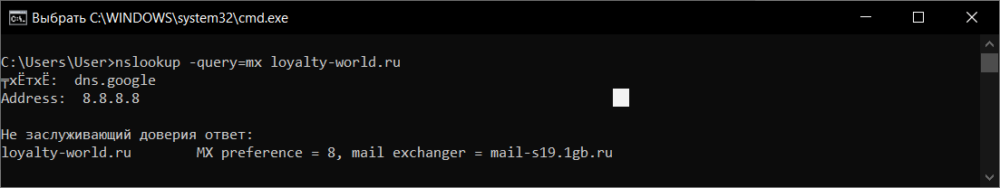 Выбрать C:\WINDOWS\system32\cmd.exe
C:\Users\User>nslookup -query=mx loyalty-world.ru
╤хЁтхЁ:  dns.google
Address:  8.8.8.8
Не заслуживающий доверия ответ:
loyalty-world.ru        MX preference = 8, mail exchanger = mail-s19.1gb.ru